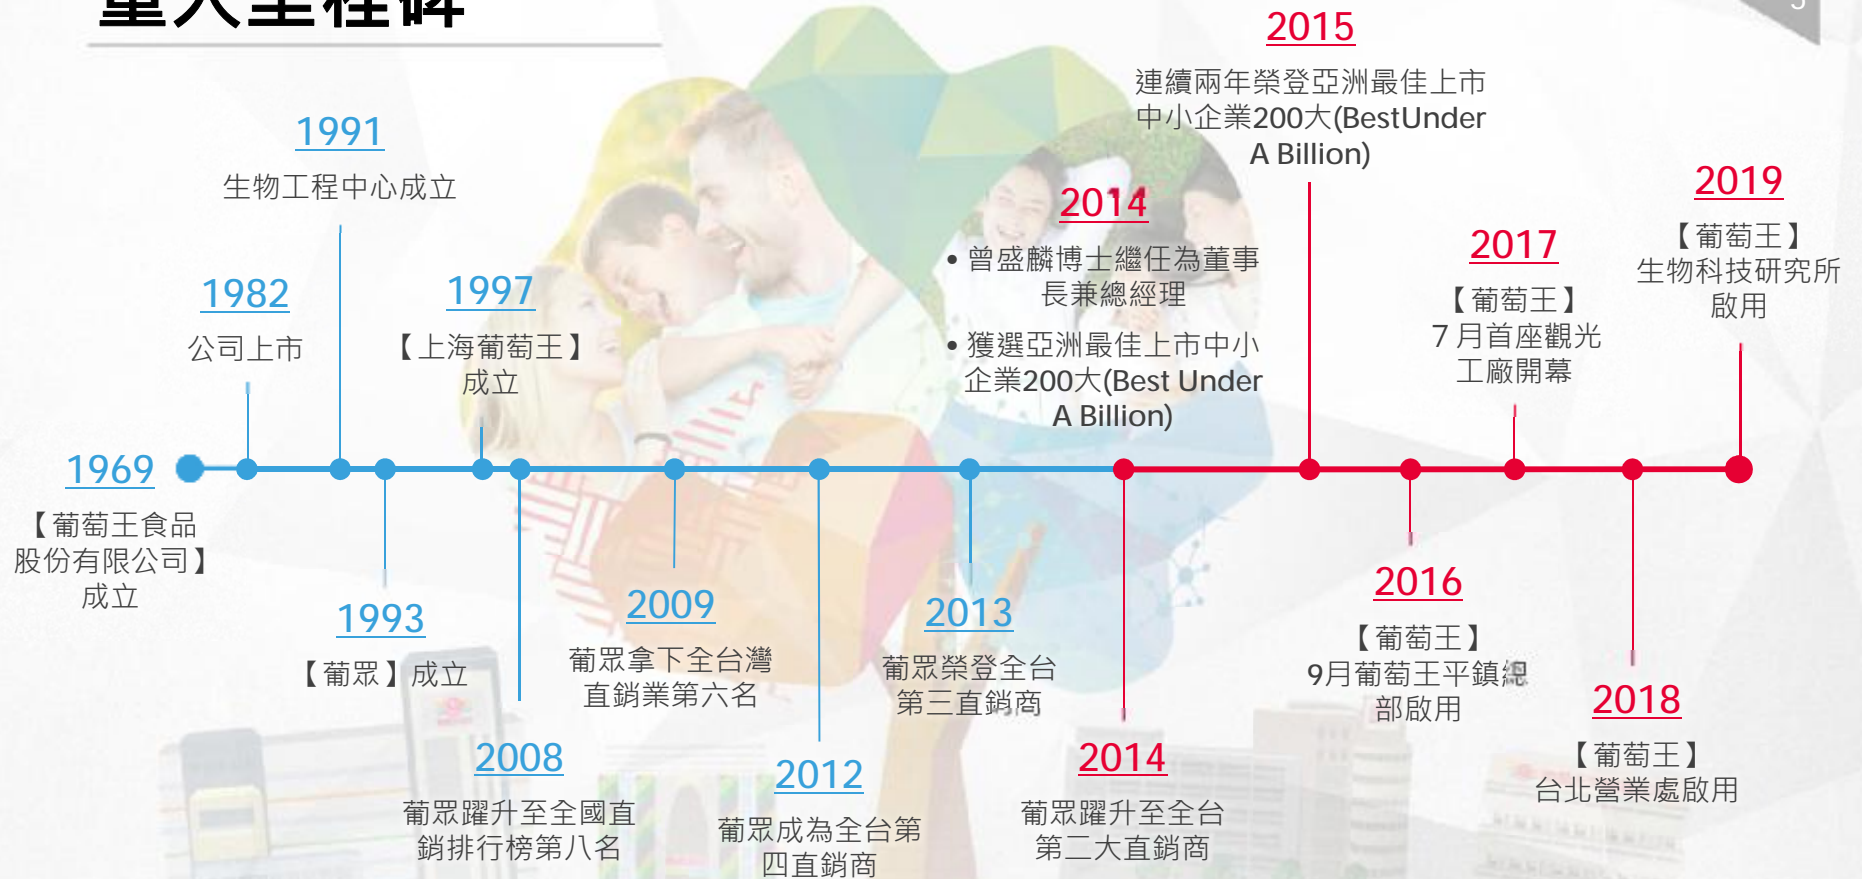 重大里程碑
5
2015
連續兩年榮登亞洲最佳上市
中小企業200大(BestUnder
A Billion)
1991
生物工程中心成立
2014
• 曾盛麟博士繼任為董事
長兼總經理
• 獲選亞洲最佳上市中小
企業200大(Best Under
A Billion)
2019
【葡萄王】
生物科技研究所
啟用
2017
【葡萄王】
7 月首座觀光
工廠開幕
1982
公司上市
1997
【上海葡萄王】
成立
1969
【葡萄王食品
股份有限公司】
成立
1993
【葡眾】成立
2009
葡眾拿下全台灣
直銷業第六名
2013
葡眾榮登全台
第三直銷商
2016
【葡萄王】
9月葡萄王平鎮總
部啟用
2018
【葡萄王】
台北營業處啟用
2008
葡眾躍升至全國直
銷排行榜第八名
2012
葡眾成為全台第
四直銷商
2014
葡眾躍升至全台
第二大直銷商